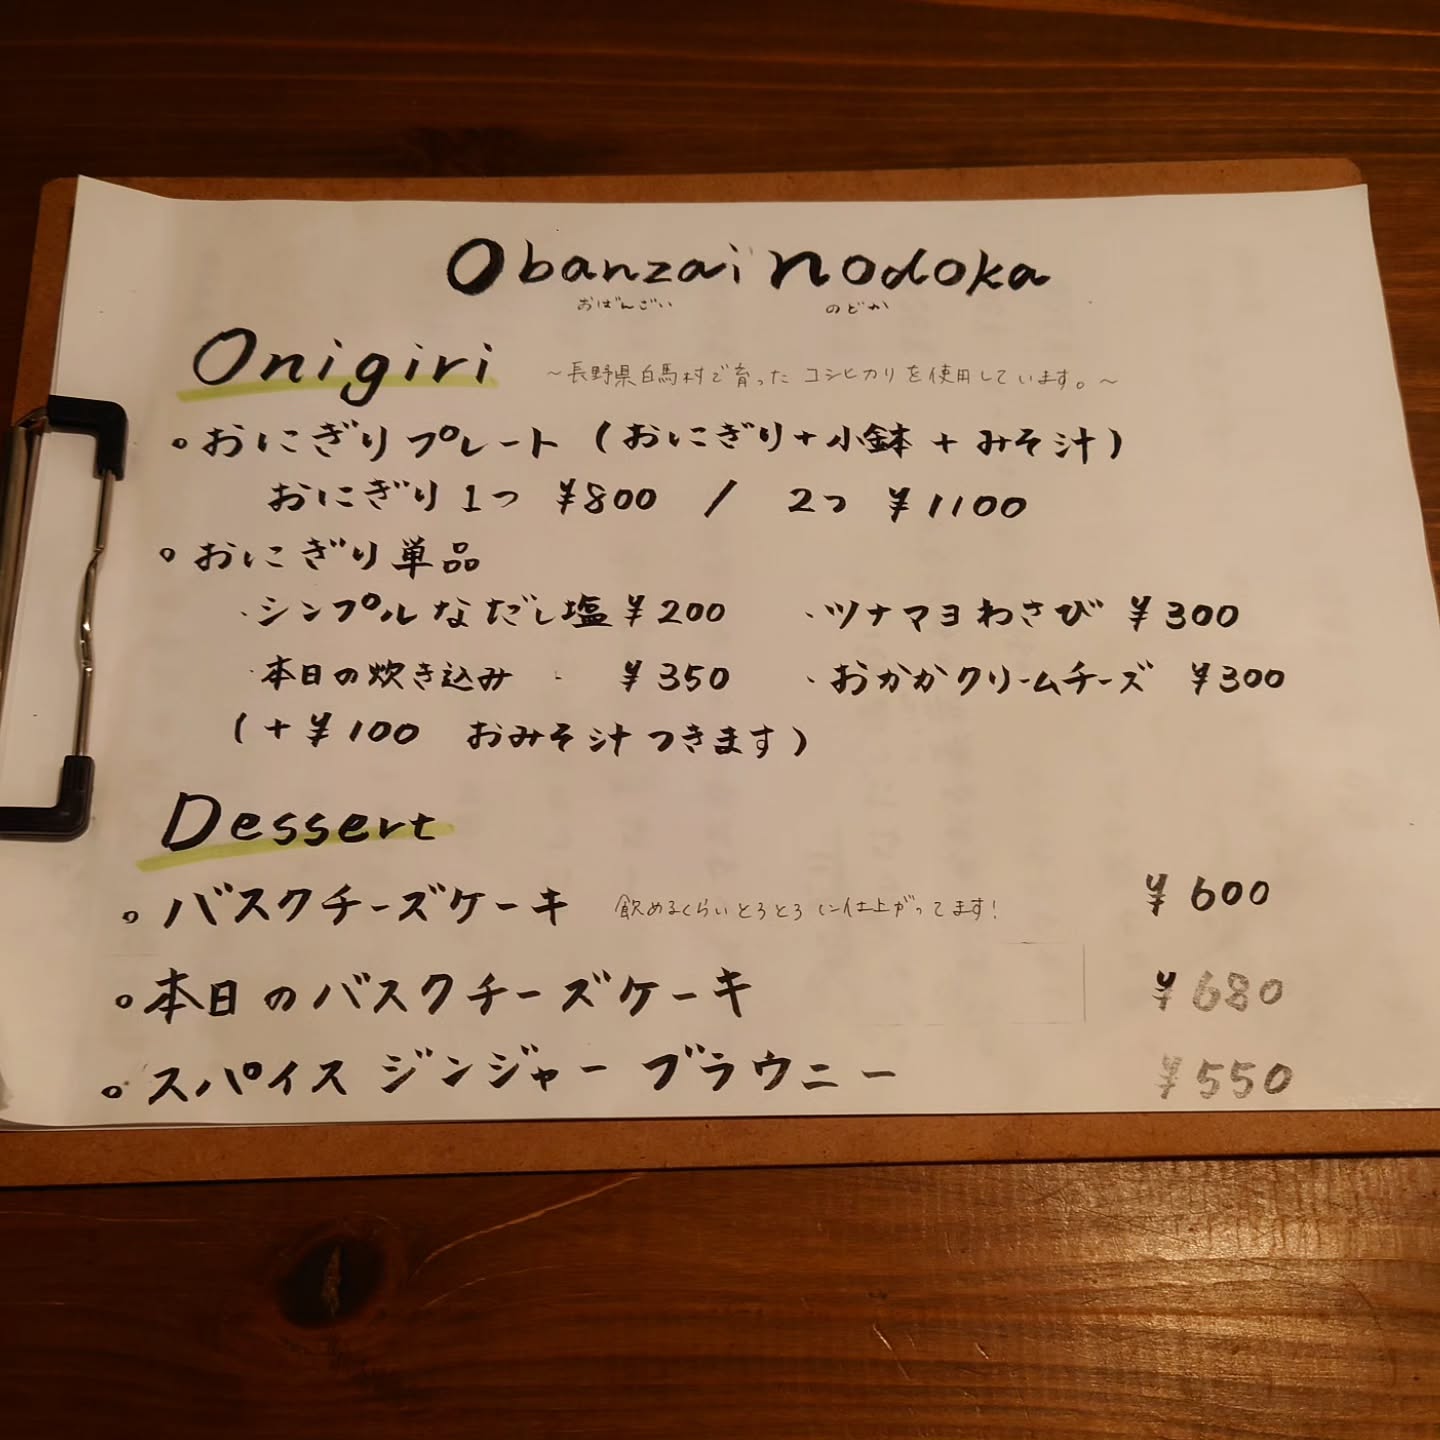 Obanzai nodoka
おばんざい のどか
Onigiri ～長野県白馬村で育ったコシヒカリを使用しています。～
。おにぎりプレート（おにぎり+小鉢+みそ汁）
おにぎり1つ ¥800 / 2つ ¥1100
。おにぎり単品
・シンプルなだし塩 ¥200 ・ツナマヨわさび ¥300
・本日の炊き込み ¥350 ・おかかクリームチーズ ¥300
（+¥100 おみそ汁つきます）
Dessert
。バスクチーズケーキ 飲めるくらいとろとろに仕上がってます! ¥600
。本日のバスクチーズケーキ ¥680
。スパイス ジンジャー ブラウニー ¥550